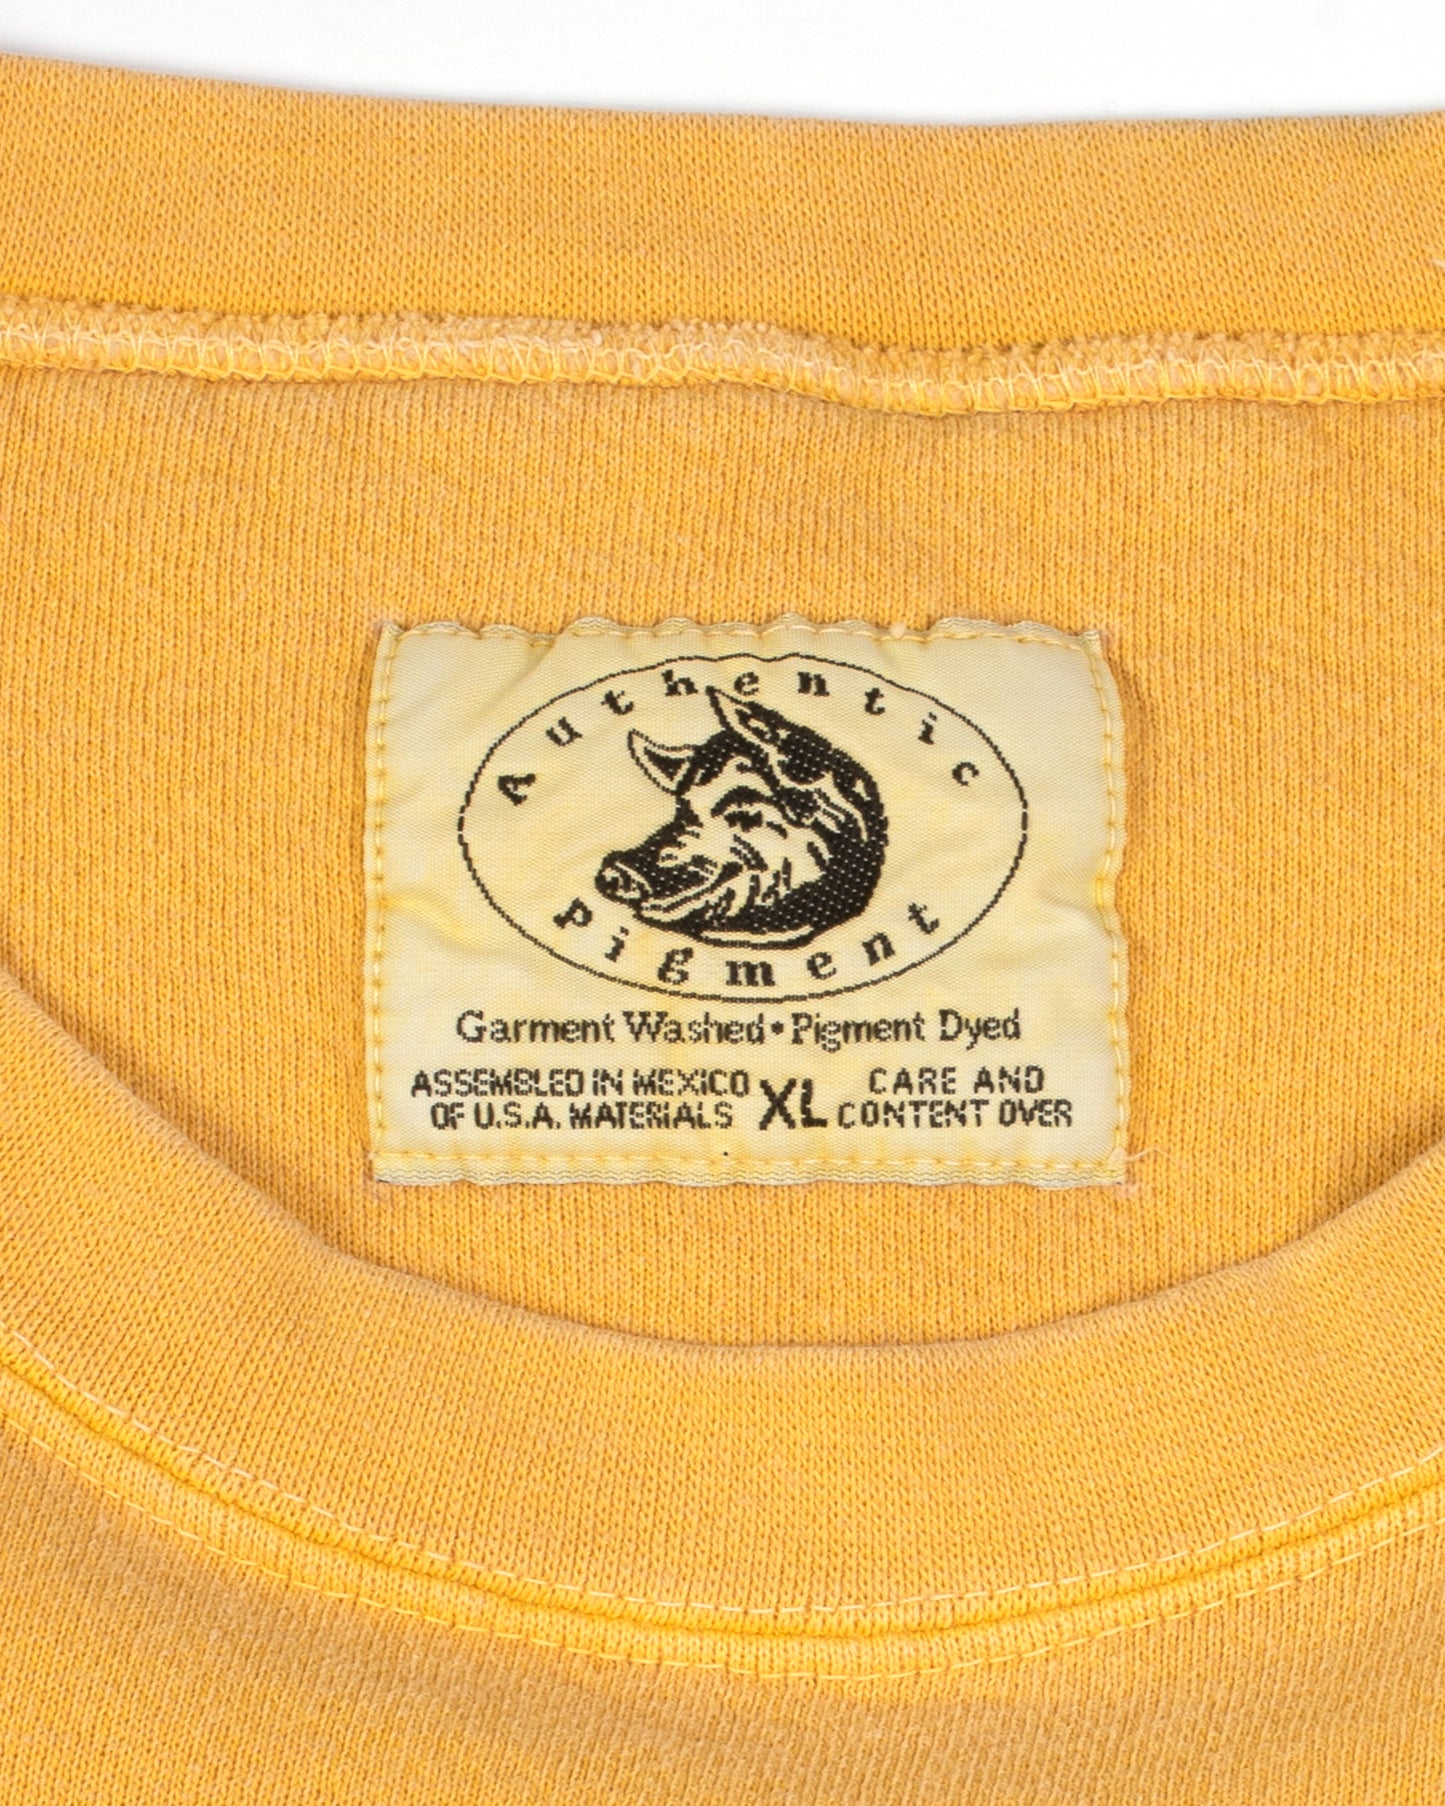 Authentic
Pigment
Garment Washed • Pigment Dyed
ASSEMBLED IN MEXICO
OF U.S.A. MATERIALS
XL
CARE AND
CONTENT OVER